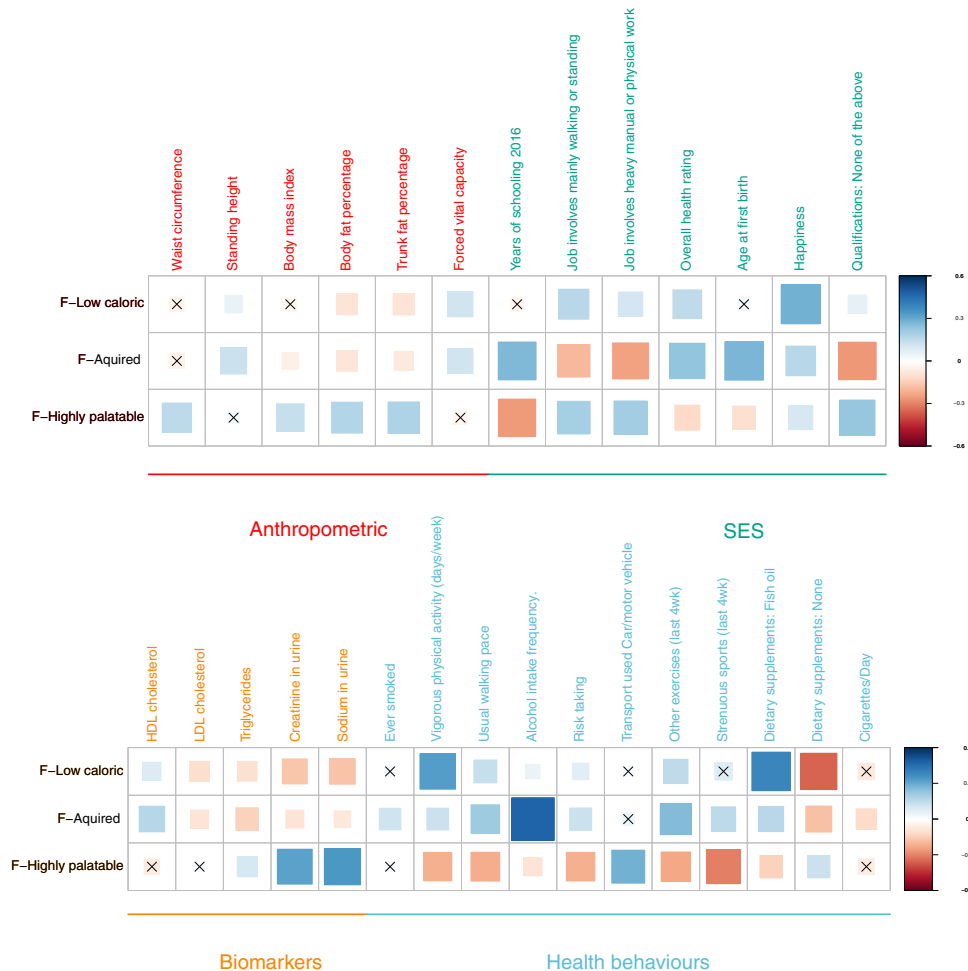 Waist circumference
Standing height
Body mass index
Body fat percentage
Trunk fat percentage
Forced vital capacity
Years of schooling 2016
Job involves mainly walking or standing
Job involves heavy manual or physical work
Overall health rating
Age at first birth
Happiness
Qualifications: None of the above
F−Low caloric
F−Aquired
F−Highly palatable
0.6
0.3
0
−0.3
−0.6
Anthropometric
SES
HDL cholesterol
LDL cholesterol
Triglycerides
Creatinine in urine
Sodium in urine
Ever smoked
Vigorous physical activity (days/week)
Usual walking pace
Alcohol intake frequency.
Risk taking
Transport used Car/motor vehicle
Other exercises (last 4wk)
Strenuous sports (last 4wk)
Dietary supplements: Fish oil
Dietary supplements: None
Cigarettes/Day
F−Low caloric
F−Aquired
F−Highly palatable
0
Biomarkers
Health behaviours